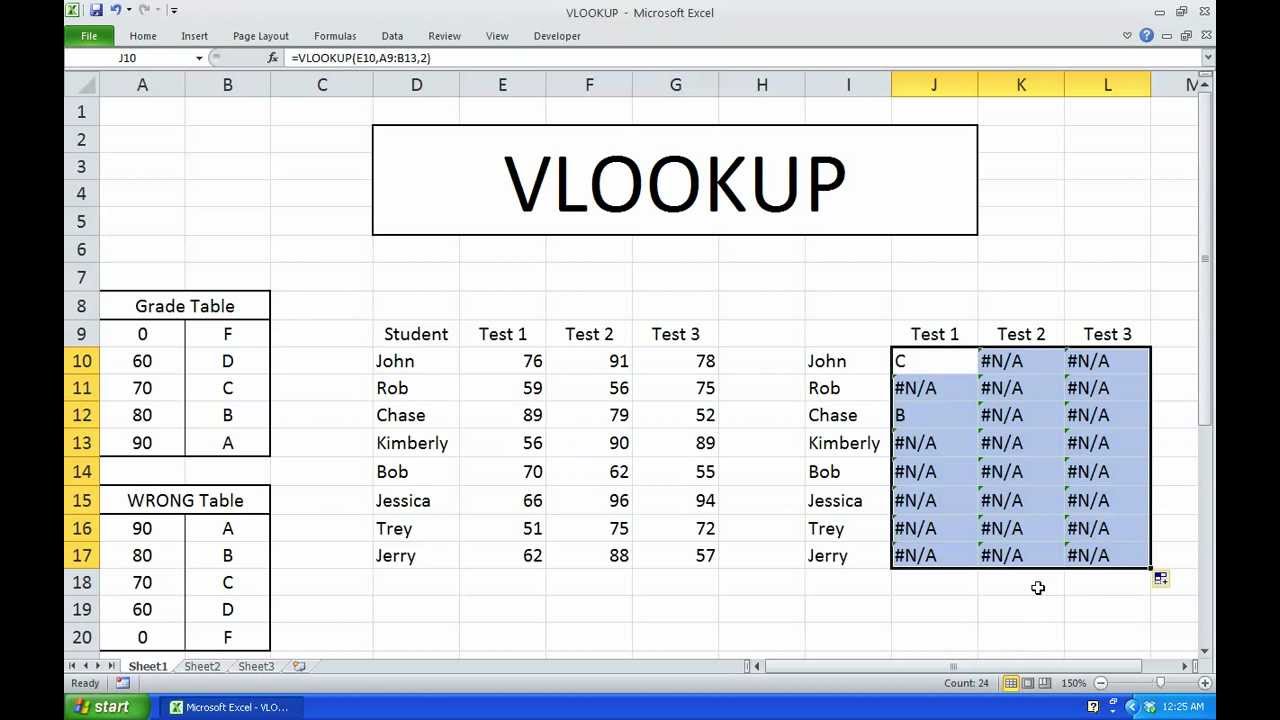 VLOOKUP - Microsoft Excel
File Home Insert Page Layout Formulas Data Review View Developer
J10 fx =VLOOKUP(E10,A9:B13,2)
A B C D E F G H I J K L M
1
2
3 VLOOKUP
4
5
6
7
8 Grade Table
9 0 F Student Test 1 Test 2 Test 3 Test 1 Test 2 Test 3
10 60 D John 76 91 78 John C #N/A #N/A
11 70 C Rob 59 56 75 Rob #N/A #N/A #N/A
12 80 B Chase 89 79 52 Chase B #N/A #N/A
13 90 A Kimberly 56 90 89 Kimberly #N/A #N/A #N/A
14 Bob 70 62 55 Bob #N/A #N/A #N/A
15 WRONG Table Jessica 66 96 94 Jessica #N/A #N/A #N/A
16 90 A Trey 51 75 72 Trey #N/A #N/A #N/A
17 80 B Jerry 62 88 57 Jerry #N/A #N/A #N/A
18 70 C
19 60 D
20 0 F
Sheet1 Sheet2 Sheet3
Ready Count: 24 150%
start Microsoft Excel - VLO... 12:25 AM